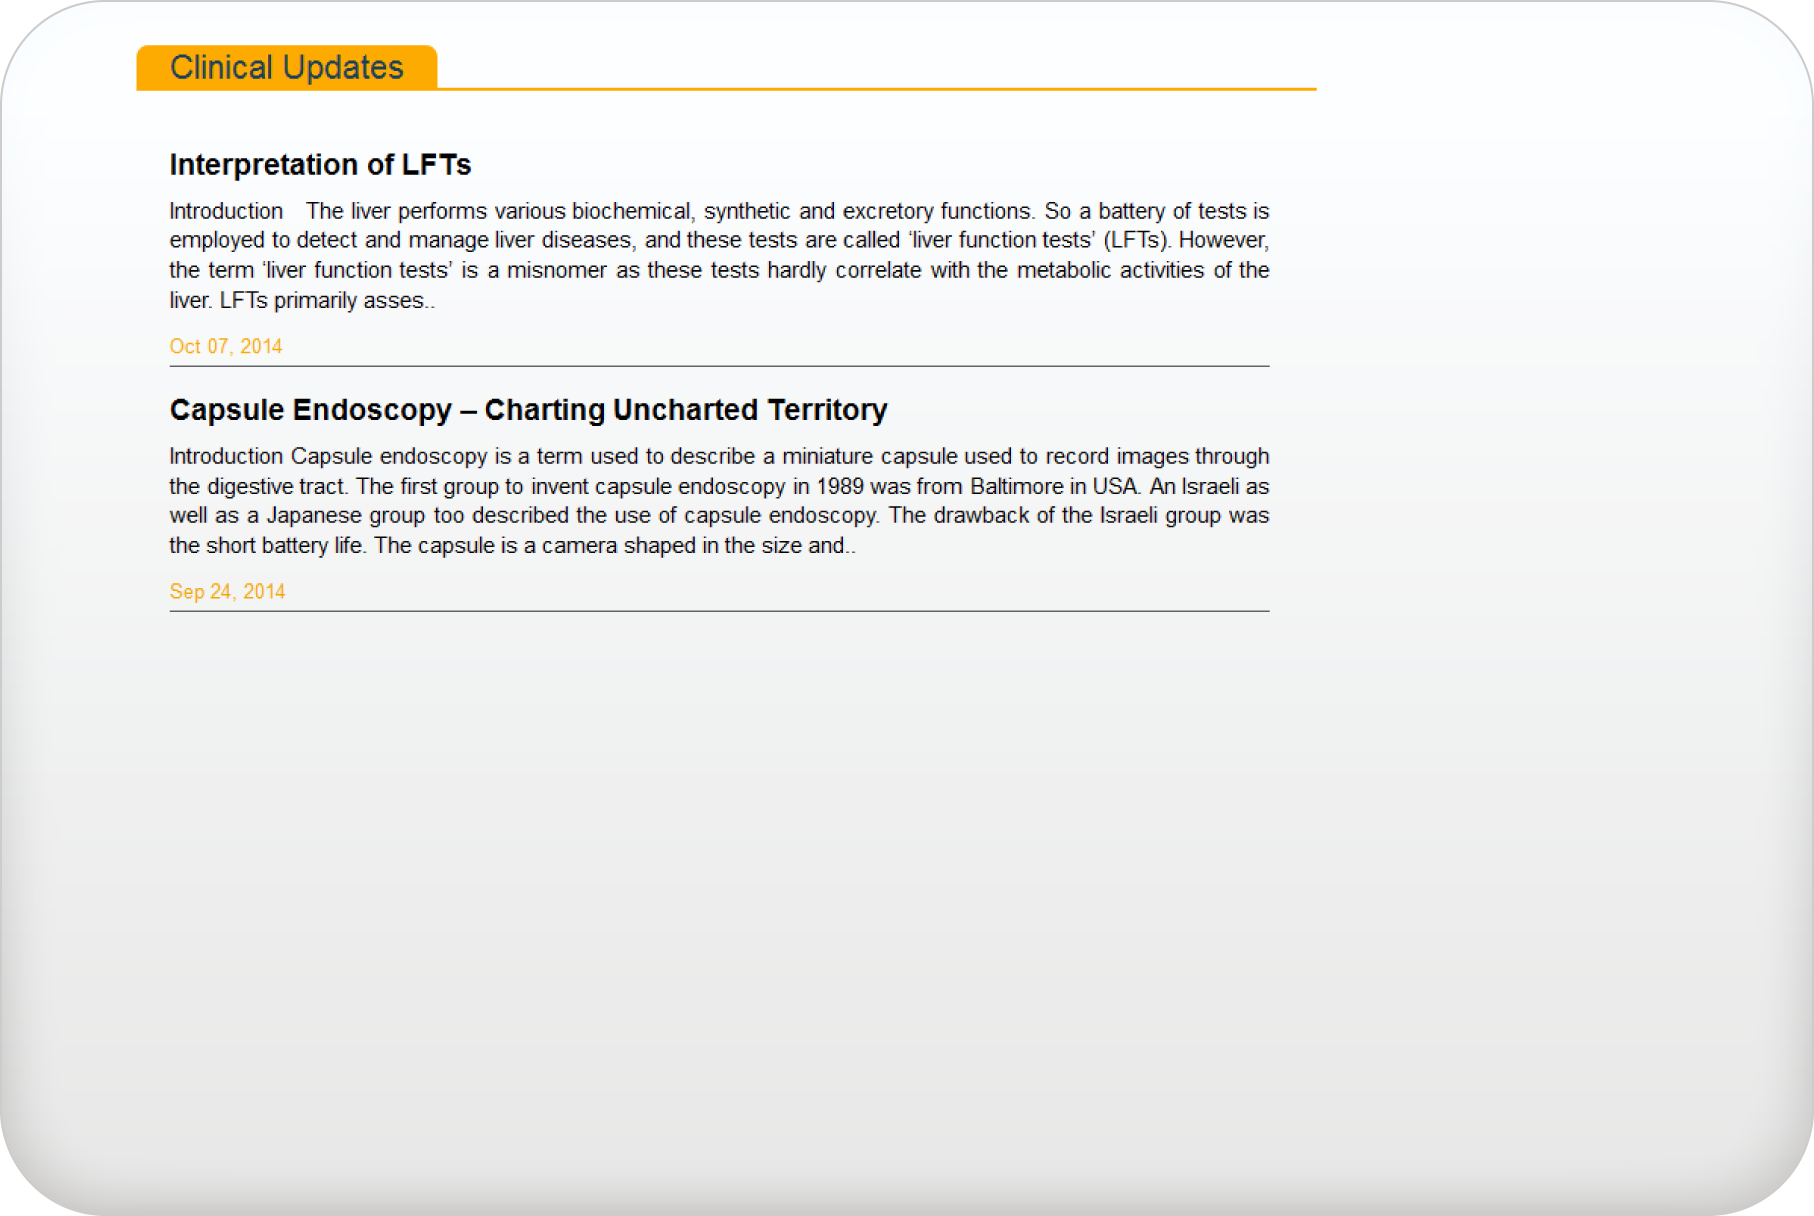 Clinical Updates
Interpretation of LFTs
Introduction   The liver performs various biochemical, synthetic and excretory functions. So a battery of tests is
employed to detect and manage liver diseases, and these tests are called ‘liver function tests’ (LFTs). However,
the term ‘liver function tests’ is a misnomer as these tests hardly correlate with the metabolic activities of the
liver. LFTs primarily asses..
Oct 07, 2014
Capsule Endoscopy – Charting Uncharted Territory
Introduction Capsule endoscopy is a term used to describe a miniature capsule used to record images through
the digestive tract. The first group to invent capsule endoscopy in 1989 was from Baltimore in USA. An Israeli as
well as a Japanese group too described the use of capsule endoscopy. The drawback of the Israeli group was
the short battery life. The capsule is a camera shaped in the size and..
Sep 24, 2014